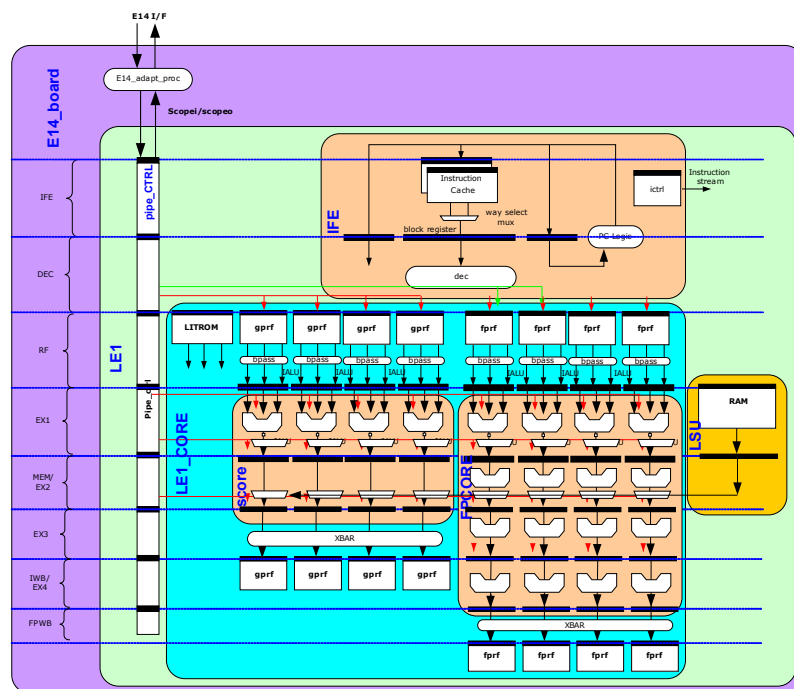 E14 I/F
E14_adapt_proc
Scopei/scopeo
E14_board
IFE
DEC
RF
EX1
MEM/
EX2
EX3
IWB/
EX4
FPWB
pipe_CTRL
Pipe_ctrl
LE1
IFE
Instruction
Cache
way select
mux
block register
PC Logic
dec
ictrl
Instruction
stream
LE1_CORE
LITROM
gprf
gprf
gprf
gprf
fprf
fprf
fprf
fprf
bpass
bpass
bpass
bpass
bpass
bpass
bpass
bpass
IALU
IALU
IALU
IALU
score
FPCORE
LSU
RAM
XBAR
gprf
gprf
gprf
gprf
XBAR
fprf
fprf
fprf
fprf